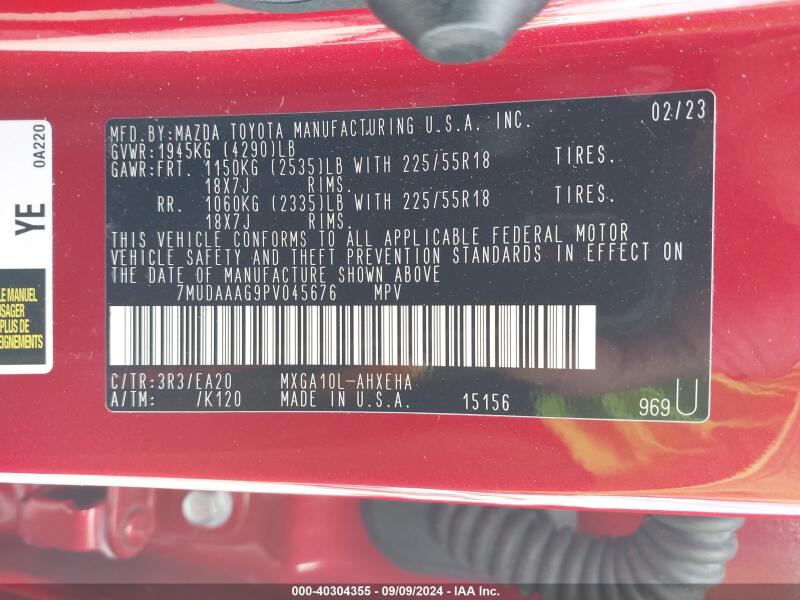 MFD.BY:MAZDA TOYOTA MANUFACTURING U.S.A. INC. 02/23
GVWR:1945KG (4290)LB
GAWR:FRT. 1150KG (2535)LB WITH 225/55R18 TIRES.
18X7J RIMS.
RR. 1060KG (2335)LB WITH 225/55R18 TIRES.
18X7J RIMS.
THIS VEHICLE CONFORMS TO ALL APPLICABLE FEDERAL MOTOR
VEHICLE SAFETY AND THEFT PREVENTION STANDARDS IN EFFECT ON
THE DATE OF MANUFACTURE SHOWN ABOVE
7MUDAAAG9PV045676 MPV
C/TR:3R3/EA20 MXGA10L-AHXEHA
A/TM: /K120 MADE IN U.S.A. 15156 969 U
0A220
YE
LE MANUEL
USAGER
PLUS DE
EIGNEMENTS
000-40304355 - 09/09/2024 - IAA Inc.